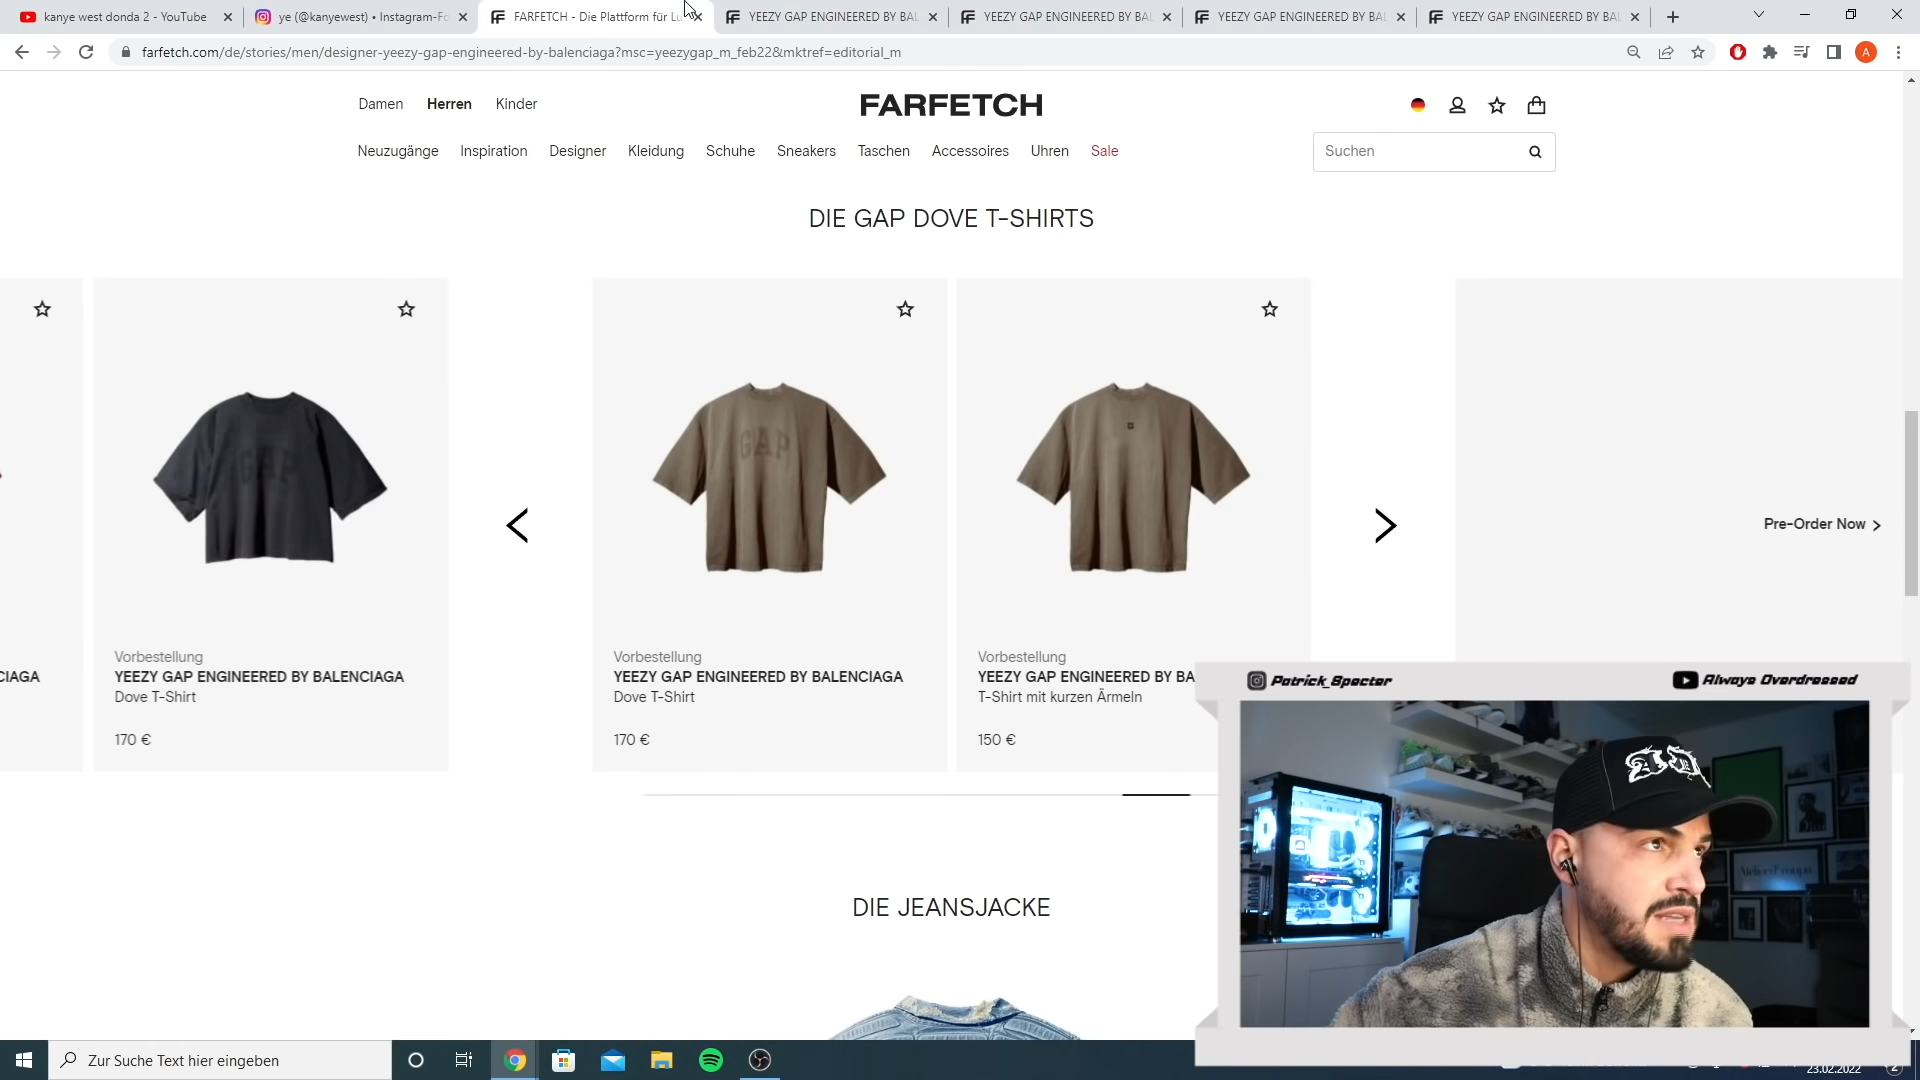 kanye west donda 2 - YouTube
ye (@kanyewest) • Instagram-Fo
FARFETCH - Die Plattform für Lu
YEEZY GAP ENGINEERED BY BAL
YEEZY GAP ENGINEERED BY BAL
YEEZY GAP ENGINEERED BY BAL
YEEZY GAP ENGINEERED BY BAL
farfetch.com/de/stories/men/designer-yeezy-gap-engineered-by-balenciaga?msc=yeezygap_m_feb22&mktref=editorial_m
A
Damen Herren Kinder
FARFETCH
Neuzugänge Inspiration Designer Kleidung Schuhe Sneakers Taschen Accessoires Uhren Sale
Suchen
DIE GAP DOVE T-SHIRTS
GAP
GAP
Pre-Order Now
CIAGA
Vorbestellung
YEEZY GAP ENGINEERED BY BALENCIAGA
Dove T-Shirt
170 €
Vorbestellung
YEEZY GAP ENGINEERED BY BALENCIAGA
Dove T-Shirt
170 €
Vorbestellung
YEEZY GAP ENGINEERED BY BA
T-Shirt mit kurzen Ärmeln
150 €
DIE JEANSJACKE
Patrick_Specter
Always Overdressed
Zur Suche Text hier eingeben
23.02.2022
2